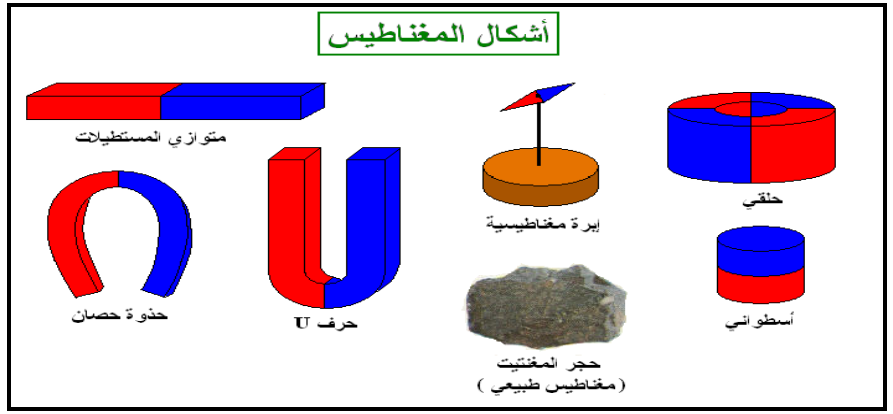 أشكال المغناطيس
متوازي المستطيلات
حلقي
إبرة مغناطيسية
حذوة حصان
حرف U
أسطواني
حجر المغنتيت
(مغناطيس طبيعي)